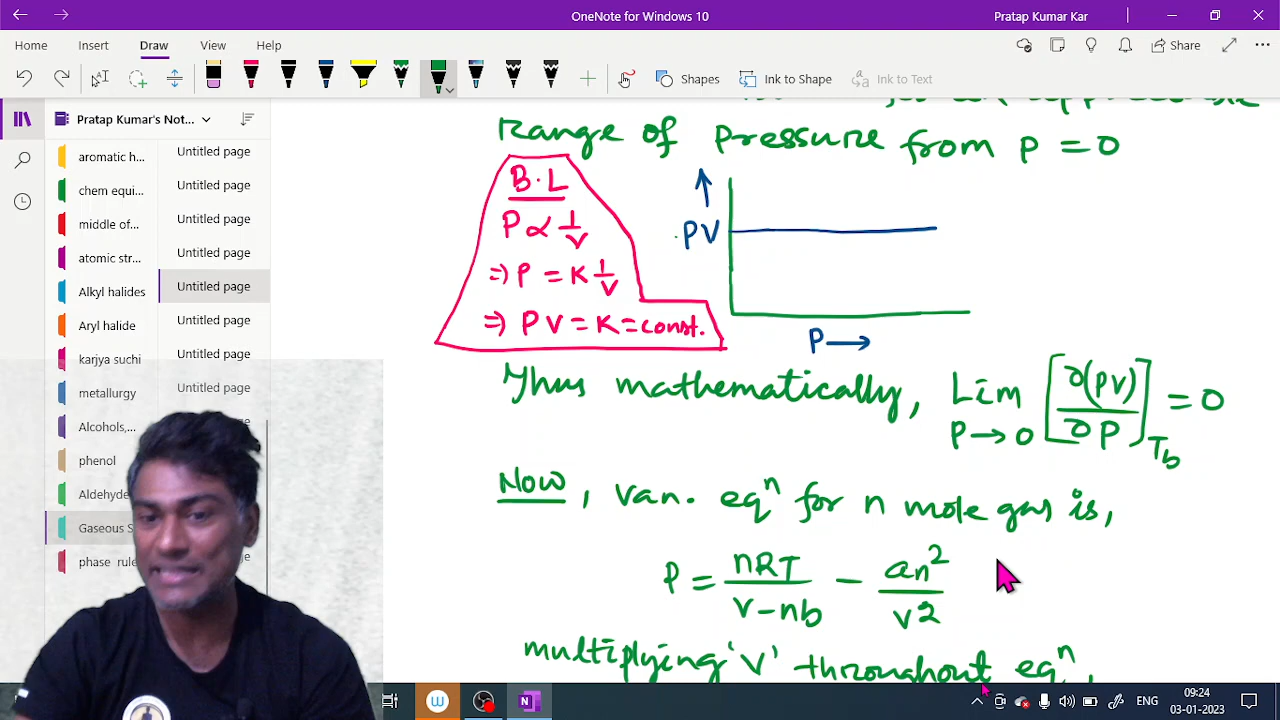 OneNote for Windows 10
Pratap Kumar Kar
Home Insert Draw View Help
Share
Shapes
Ink to Shape
Ink to Text
Pratap Kumar's Not...
aromatic h...
chem equi...
middle of...
atomic str...
Alkyl halides
Aryl halide
karjya suchi
metallurgy
Alcohols,...
phenol
Aldehyde
Gaseous S
phase rule
Untitled page
Untitled page
Untitled page
Untitled page
Untitled page
Untitled page
Untitled page
Untitled page
Range of pressure from P = 0
B.L
P ∝ 1/V
⇒ P = K 1/V
⇒ PV = K = const.
PV
P →
Thus mathematically, Lim P→0 [∂(PV)/∂P]Tb = 0
Now, van. eqⁿ for n mole gas is,
P = nRT/(V-nb) - an²/V²
multiplying 'V' throughout eqⁿ,
ENG
09:24
03-01-2023